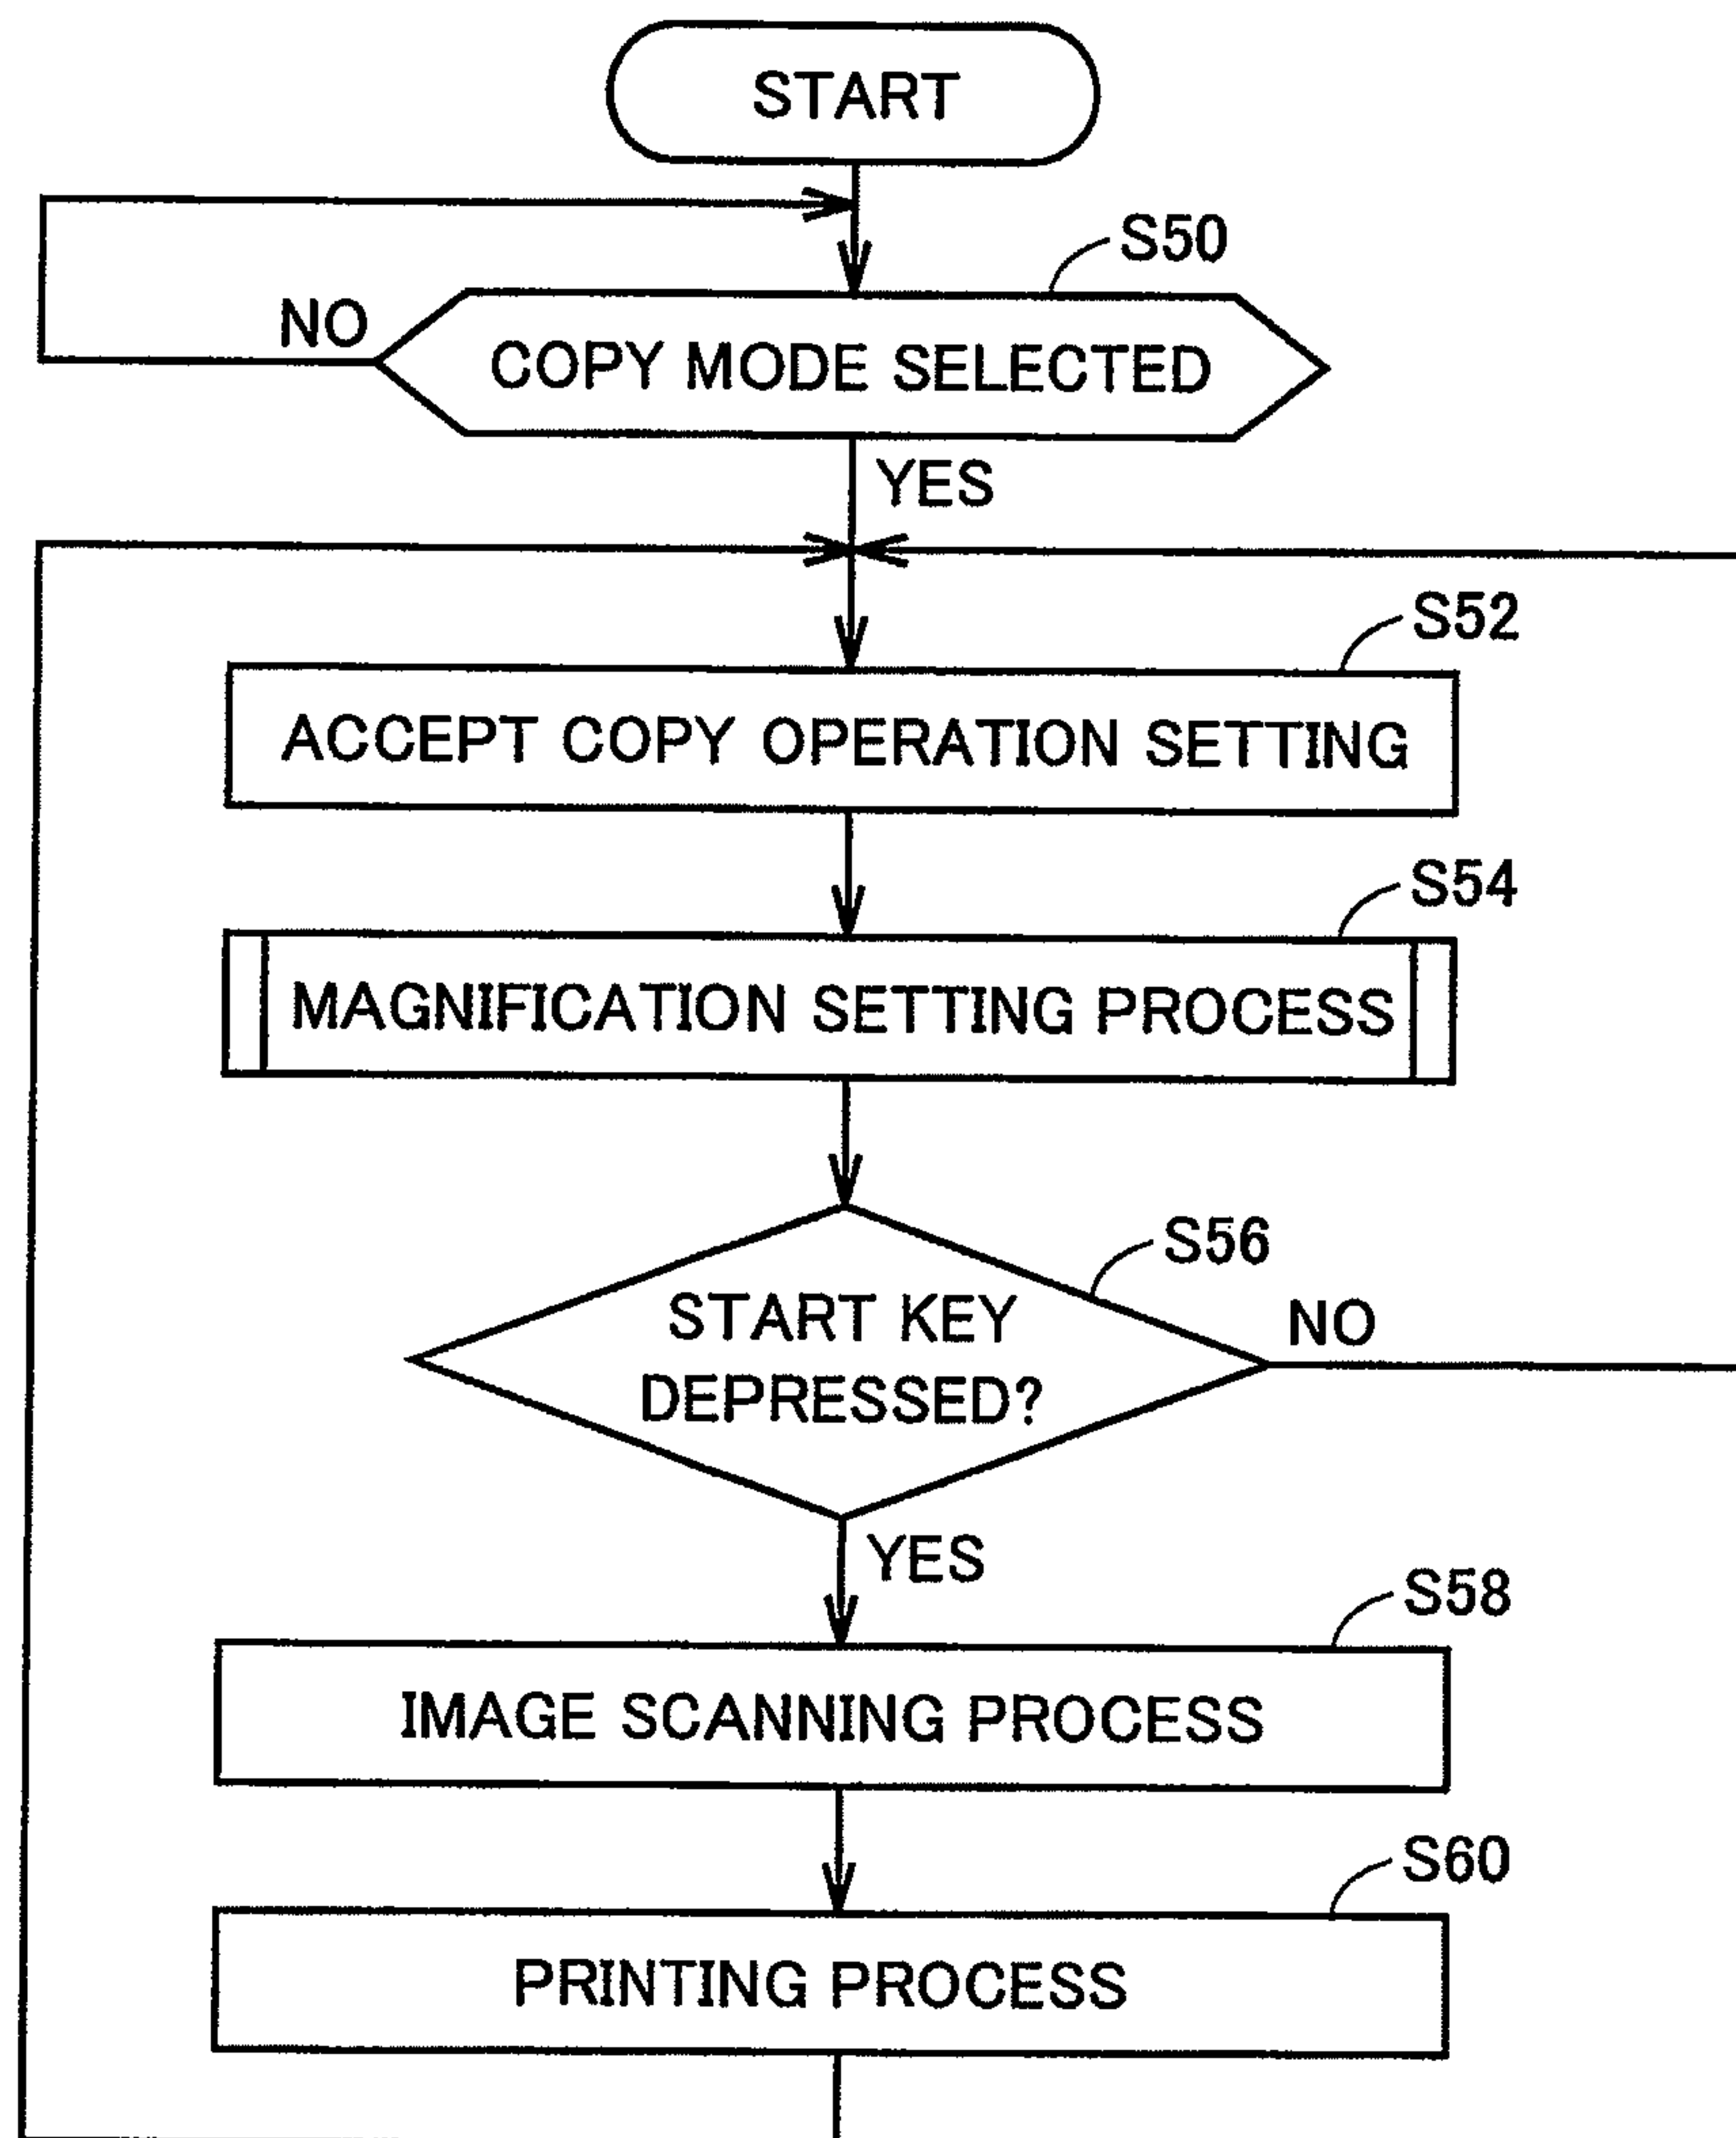 START
S50
NO
COPY MODE SELECTED
YES
S52
ACCEPT COPY OPERATION SETTING
S54
MAGNIFICATION SETTING PROCESS
S56
START KEY
NO
DEPRESSED?
YES
S58
IMAGE SCANNING PROCESS
S60
PRINTING PROCESS